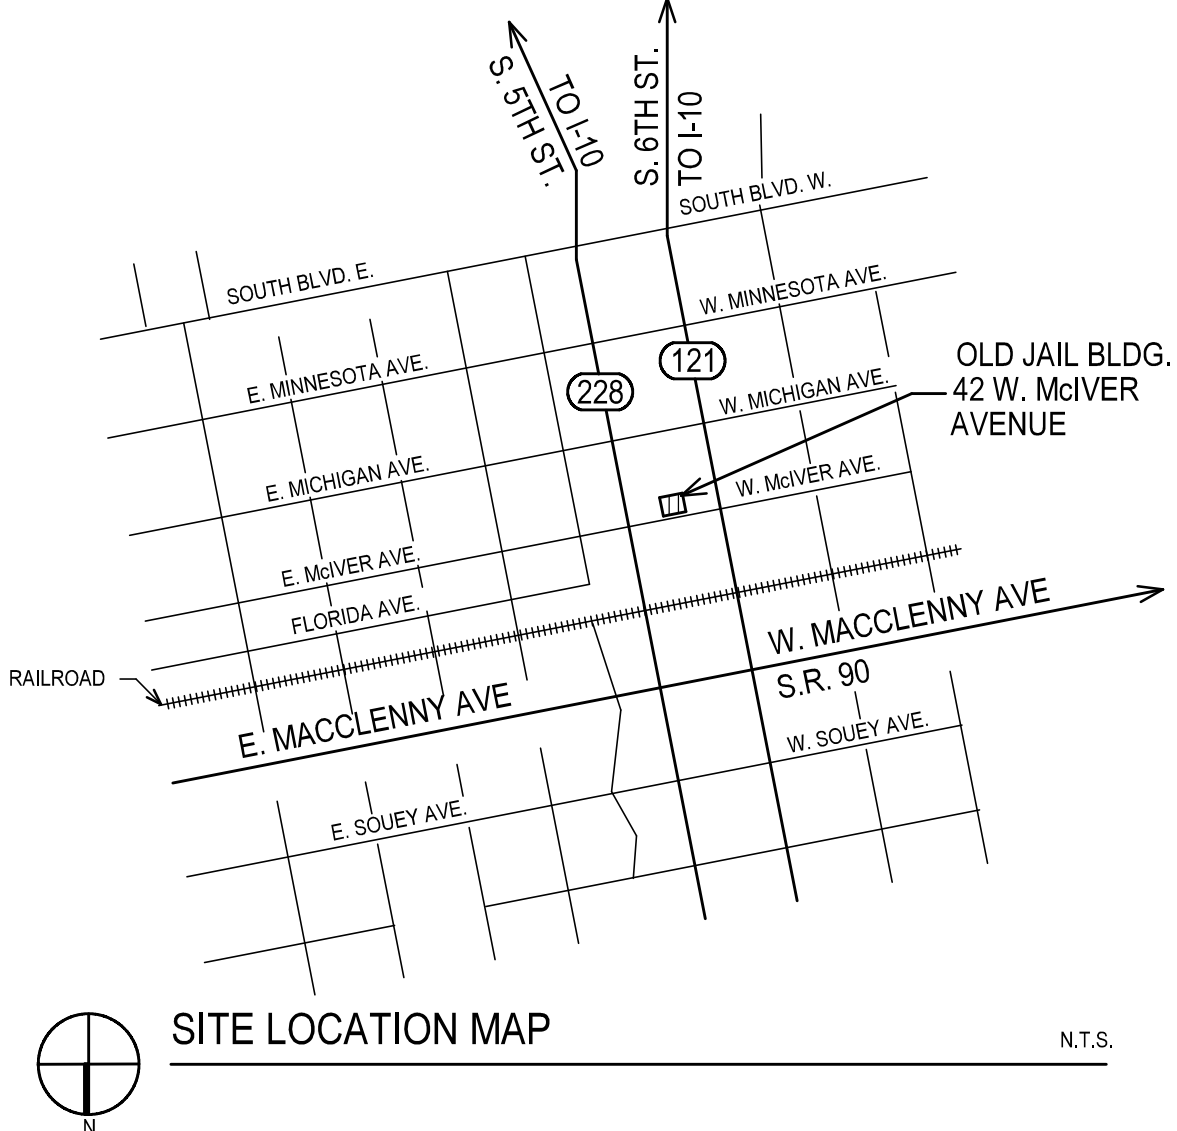 S. 5TH ST.
TO I-10
S. 6TH ST.
TO I-10
SOUTH BLVD. W.
SOUTH BLVD. E.
W. MINNESOTA AVE.
E. MINNESOTA AVE.
121
228
OLD JAIL BLDG.
42 W. McIVER
AVENUE
W. MICHIGAN AVE.
E. MICHIGAN AVE.
W. McIVER AVE.
E. McIVER AVE.
FLORIDA AVE.
RAILROAD
W. MACCLENNY AVE
S.R. 90
E. MACCLENNY AVE
W. SOUEY AVE.
E. SOUEY AVE.
SITE LOCATION MAP
N.T.S.
N